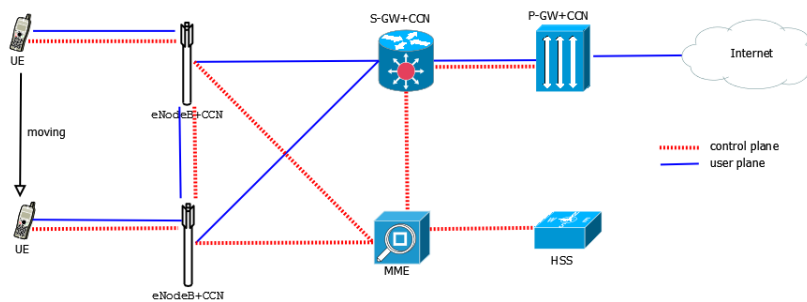 S-GW+CCN
P-GW+CCN
Internet
UE
eNodeB+CCN
moving
control plane
user plane
UE
MME
HSS
eNodeB+CCN